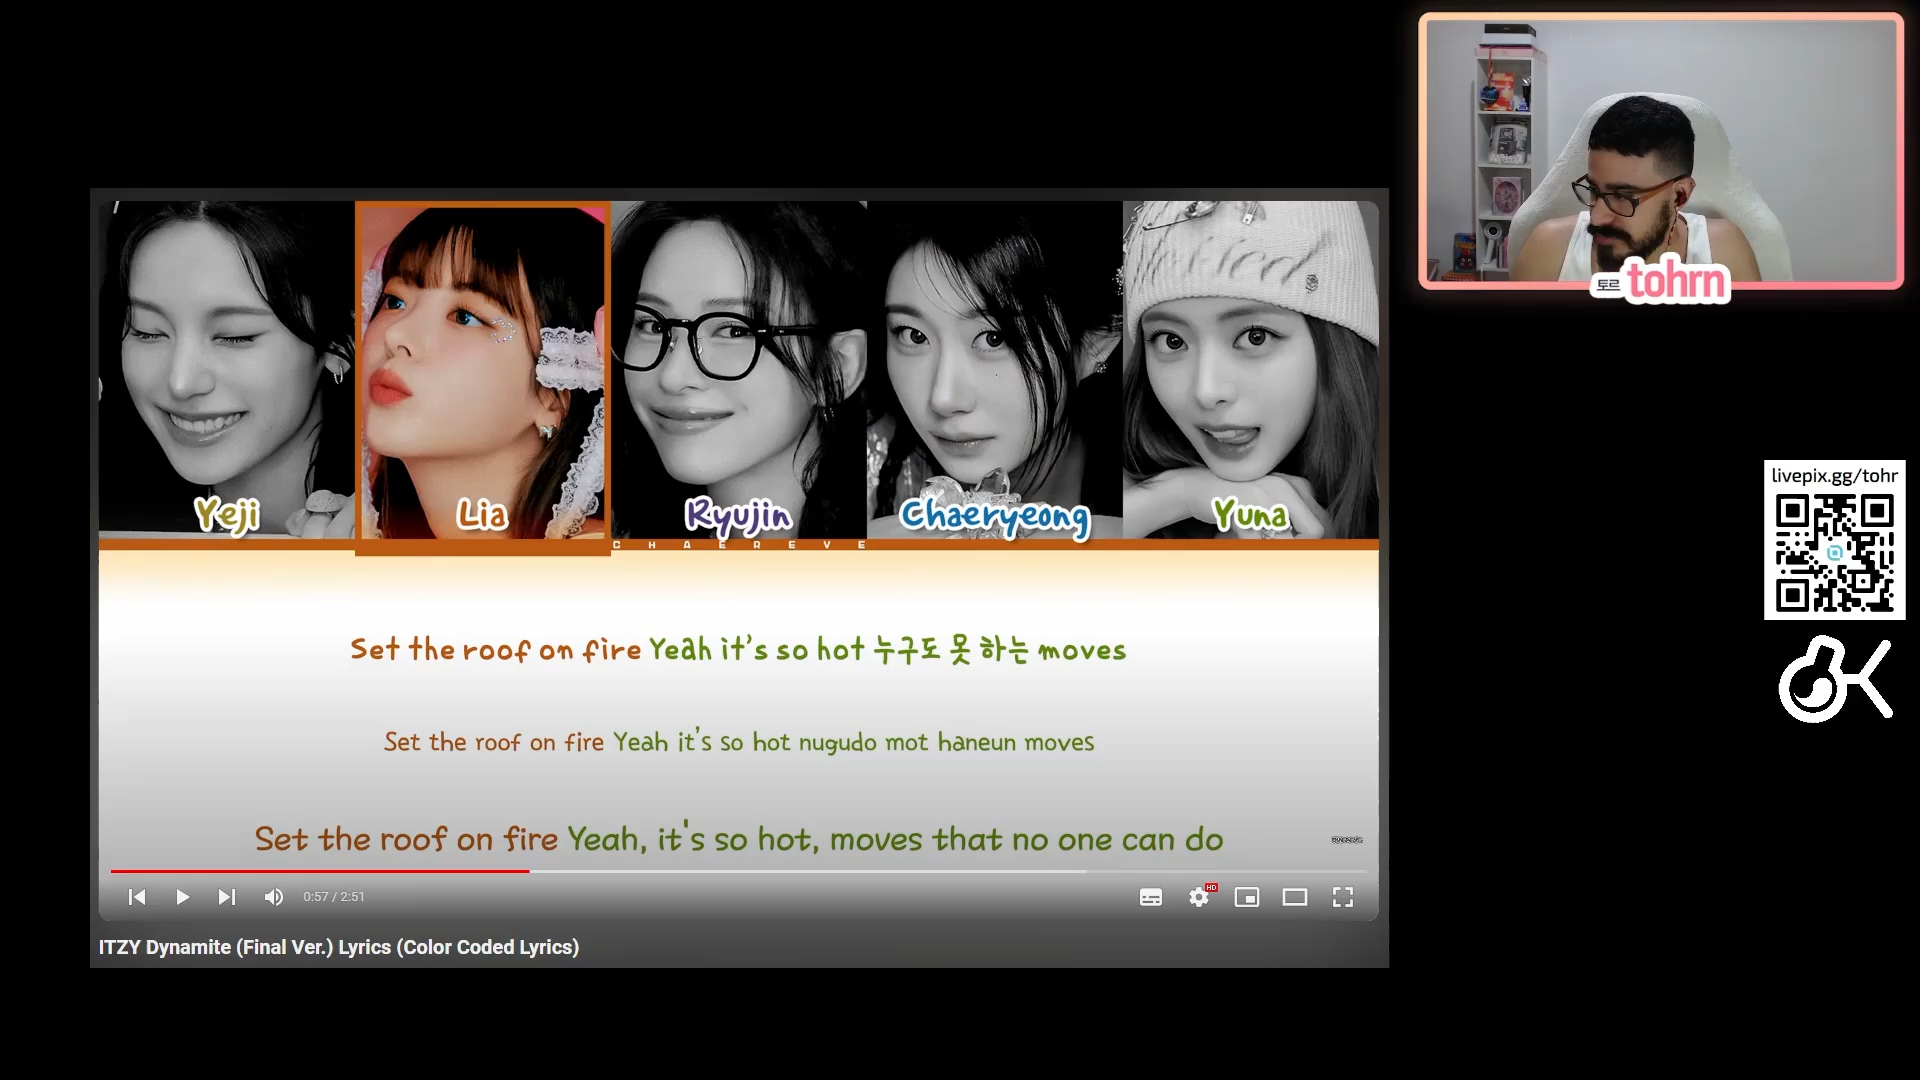 토르 tohrn
livepix.gg/tohr
Yeji
Lia
Ryujin
Chaeryeong
Yuna
CHAEREVE
Set the roof on fire Yeah it's so hot 누구도 못 하는 moves
Set the roof on fire Yeah it's so hot nugudo mot haneun moves
Set the roof on fire Yeah, it's so hot, moves that no one can do
0:57 / 2:51
HD
ITZY Dynamite (Final Ver.) Lyrics (Color Coded Lyrics)